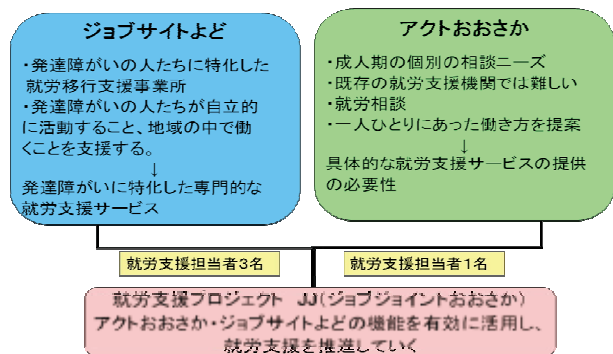 ジョブサイトよど
・発達障がいの人たちに特化した
就労移行支援事業所
・発達障がいの人たちが自立的
に活動すること、地域の中で働
くことを支援する。
↓
発達障がいに特化した専門的な
就労支援サービス
アクトおおさか
・成人期の個別の相談ニーズ
・既存の就労支援機関では難しい
・就労相談
・一人ひとりにあった働き方を提案
↓
具体的な就労支援サービスの提供
の必要性
就労支援担当者3名
就労支援担当者1名
就労支援プロジェクト JJ(ジョブジョイントおおさか)
アクトおおさか・ジョブサイトよどの機能を有効に活用し、
就労支援を推進していく